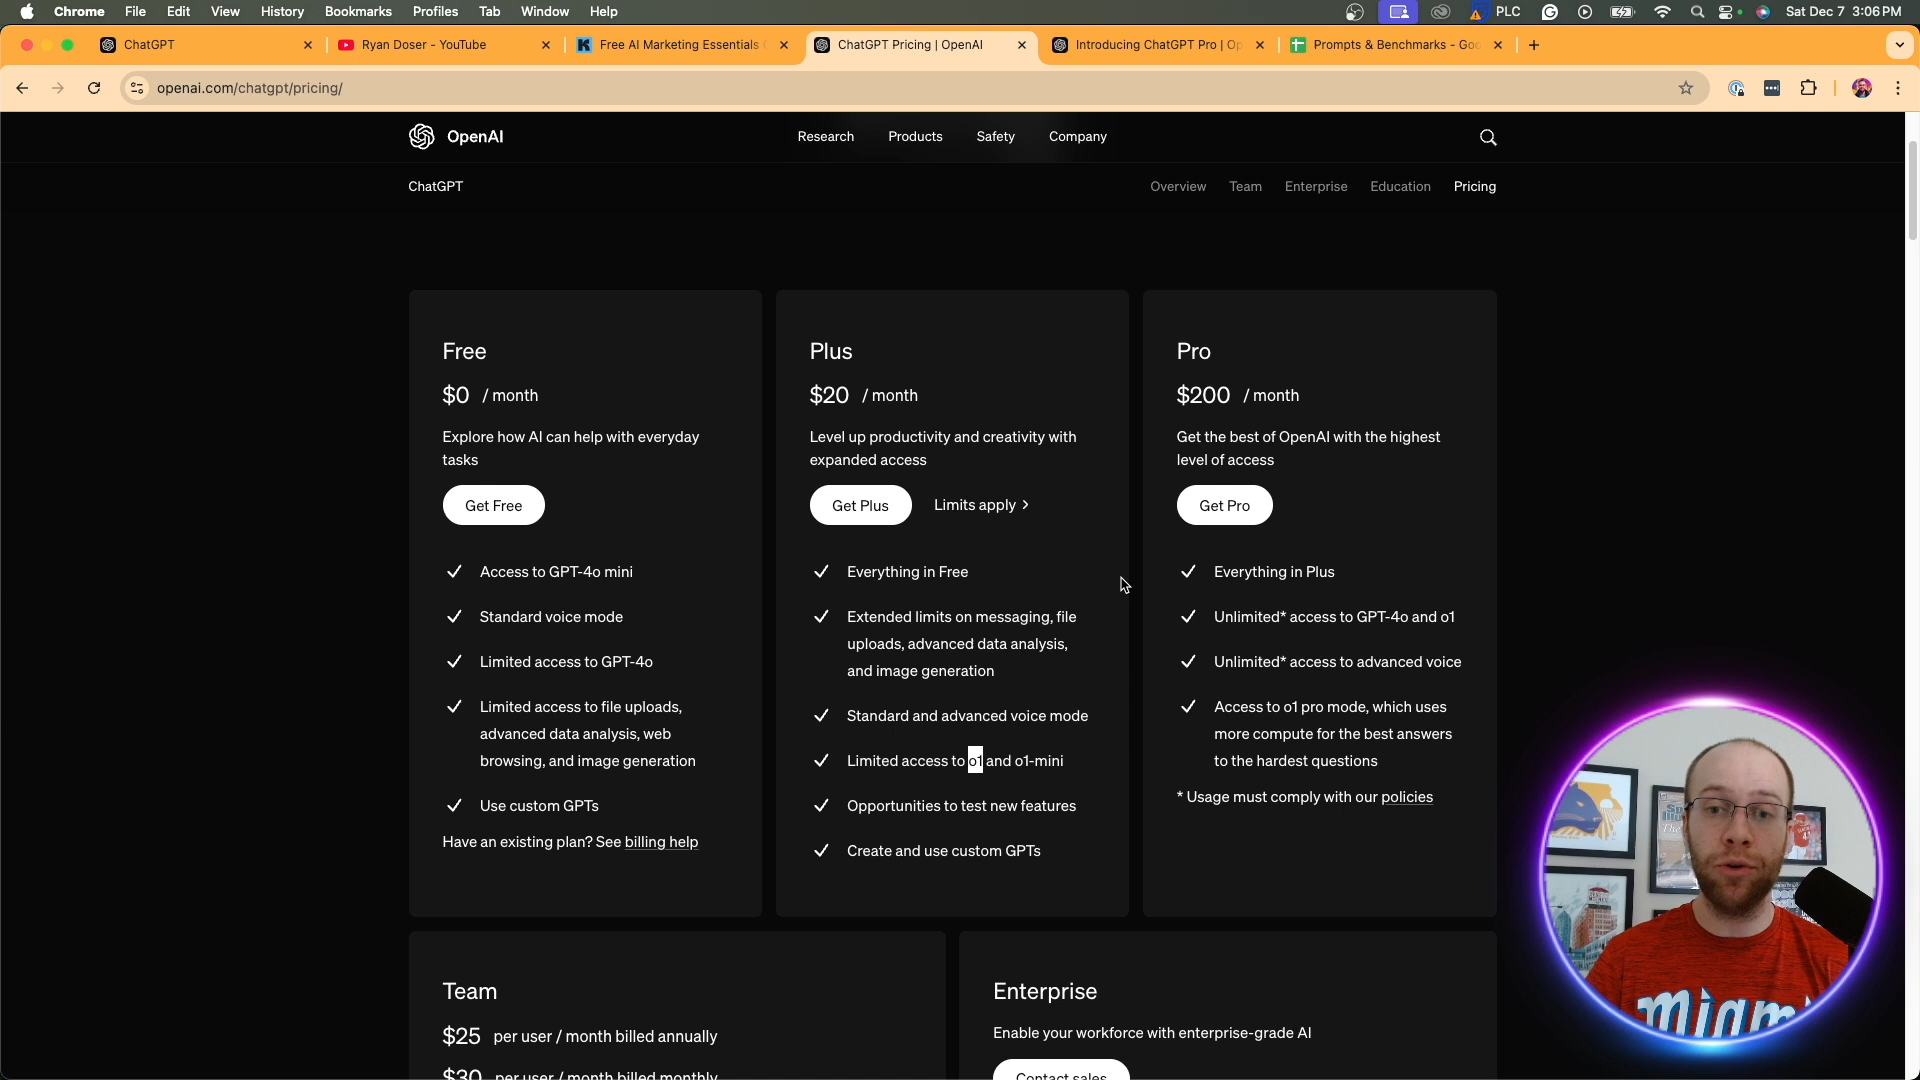 Chrome File Edit View History Bookmarks Profiles Tab Window Help PLC Sat Dec 7 3:06 PM
ChatGPT Ryan Doser - YouTube Free AI Marketing Essentials ChatGPT Pricing | OpenAI Introducing ChatGPT Pro | Op Prompts & Benchmarks - Goo
openai.com/chatgpt/pricing/
OpenAI Research Products Safety Company
ChatGPT Overview Team Enterprise Education Pricing
Free
$0 / month
Explore how AI can help with everyday
tasks
Get Free
Access to GPT-4o mini
Standard voice mode
Limited access to GPT-4o
Limited access to file uploads,
advanced data analysis, web
browsing, and image generation
Use custom GPTs
Have an existing plan? See billing help
Plus
$20 / month
Level up productivity and creativity with
expanded access
Get Plus Limits apply >
Everything in Free
Extended limits on messaging, file
uploads, advanced data analysis,
and image generation
Standard and advanced voice mode
Limited access to o1 and o1-mini
Opportunities to test new features
Create and use custom GPTs
Pro
$200 / month
Get the best of OpenAI with the highest
level of access
Get Pro
Everything in Plus
Unlimited* access to GPT-4o and o1
Unlimited* access to advanced voice
Access to o1 pro mode, which uses
more compute for the best answers
to the hardest questions
* Usage must comply with our policies
Team
$25 per user / month billed annually
$30 per user / month billed monthly
Enterprise
Enable your workforce with enterprise-grade AI
Contact sales